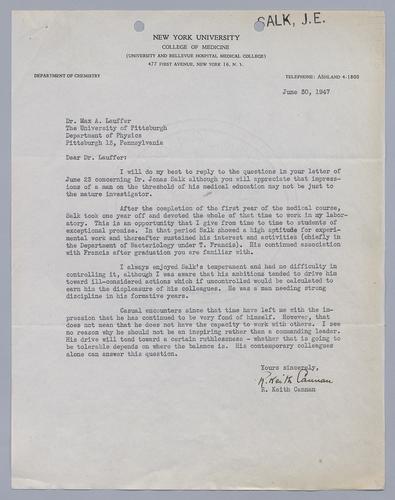 SALK, J.E.
NEW YORK UNIVERSITY
COLLEGE OF MEDICINE
(UNIVERSITY AND BELLEVUE HOSPITAL MEDICAL COLLEGE)
477 FIRST AVENUE, NEW YORK 16, N. Y.
DEPARTMENT OF CHEMISTRY
TELEPHONE: ASHLAND 4-1800
June 30, 1947
Dr. Max A. Lauffer
The University of Pittsburgh
Department of Physics
Pittsburgh 13, Pennsylvania
Dear Dr. Lauffer:
I will do my best to reply to the questions in your letter of
June 23 concerning Dr. Jonas Salk although you will appreciate that impress-
ions of a man on the threshold of his medical education may not be just to
the mature investigator.
After the completion of the first year of the medical course,
Salk took one year off and devoted the whole of that time to work in my labor-
atory. This is an opportunity that I give from time to time to students of
exceptional promise. In that period Salk showed a high aptitude for experi-
mental work and thereafter sustained his interest and activities (chiefly in
the Department of Bacteriology under T. Francis). His continued association
with Francis after graduation you are familiar with.
I always enjoyed Salk's temperament and had no difficulty in
controlling it, although I was aware that his ambitions tended to drive him
toward ill-considered actions which if uncontrolled would be calculated to
earn him the displeasure of his colleagues. He was a man needing strong
discipline in his formative years.
Casual encounters since that time have left me with the im-
pression that he has continued to be very fond of himself. However, that
does not mean that he does not have the capacity to work with others. I see
no reason why he should not be an inspiring rather than a commanding leader.
His drive will tend toward a certain ruthlessness - whether that is going to
be tolerable depends on where the balance is. His contemporary colleagues
alone can answer this question.
Yours sincerely,
R. Keith Cannan
R. Keith Cannan